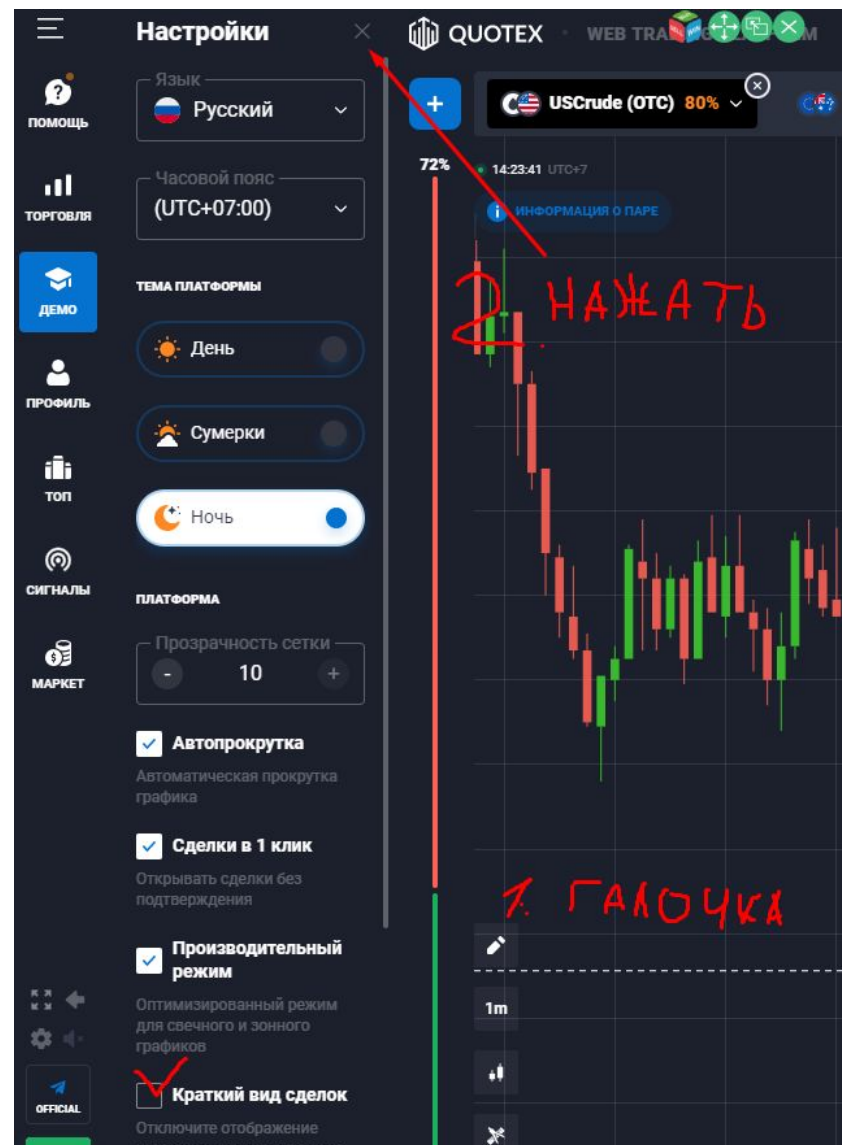 Настройки
QUOTEX
WEB TRA
M
Язык
Русский
Часовой пояс
(UTC+07:00)
ТЕМА ПЛАТФОРМЫ
День
Сумерки
Ночь
ПЛАТФОРМА
Прозрачность сетки
- 10 +
Автопрокрутка
Автоматическая прокрутка
графика
Сделки в 1 клик
Открывать сделки без
подтверждения
Производительный
режим
Оптимизированный режим
для свечного и зонного
графиков
Краткий вид сделок
Отключите отображение
ПОМОЩЬ
ТОРГОВЛЯ
ДЕМО
ПРОФИЛЬ
ТОП
СИГНАЛЫ
МАРКЕТ
OFFICIAL
+
USCrude (OTC) 80%
72%
14:23:41 UTC+7
ИНФОРМАЦИЯ О ПАРЕ
2. НАЖАТЬ
1. ГАЛОЧКА
1m